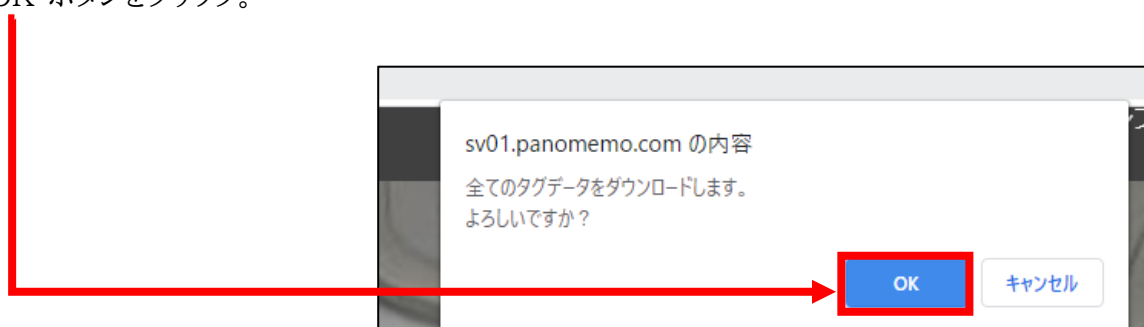 OK ボタンをクリック。
sv01.panomemo.com の内容
全てのタグデータをダウンロードします。
よろしいですか？
OK
キャンセル